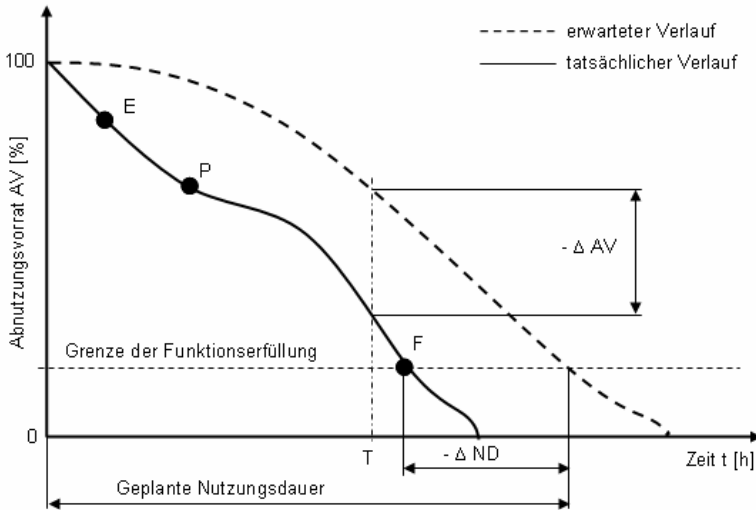 erwarteter Verlauf
tatsächlicher Verlauf
100
E
P
Abnutzungsvorrat AV [%]
- Δ AV
Grenze der Funktionserfüllung
F
0
T
- Δ ND
Zeit t [h]
Geplante Nutzungsdauer